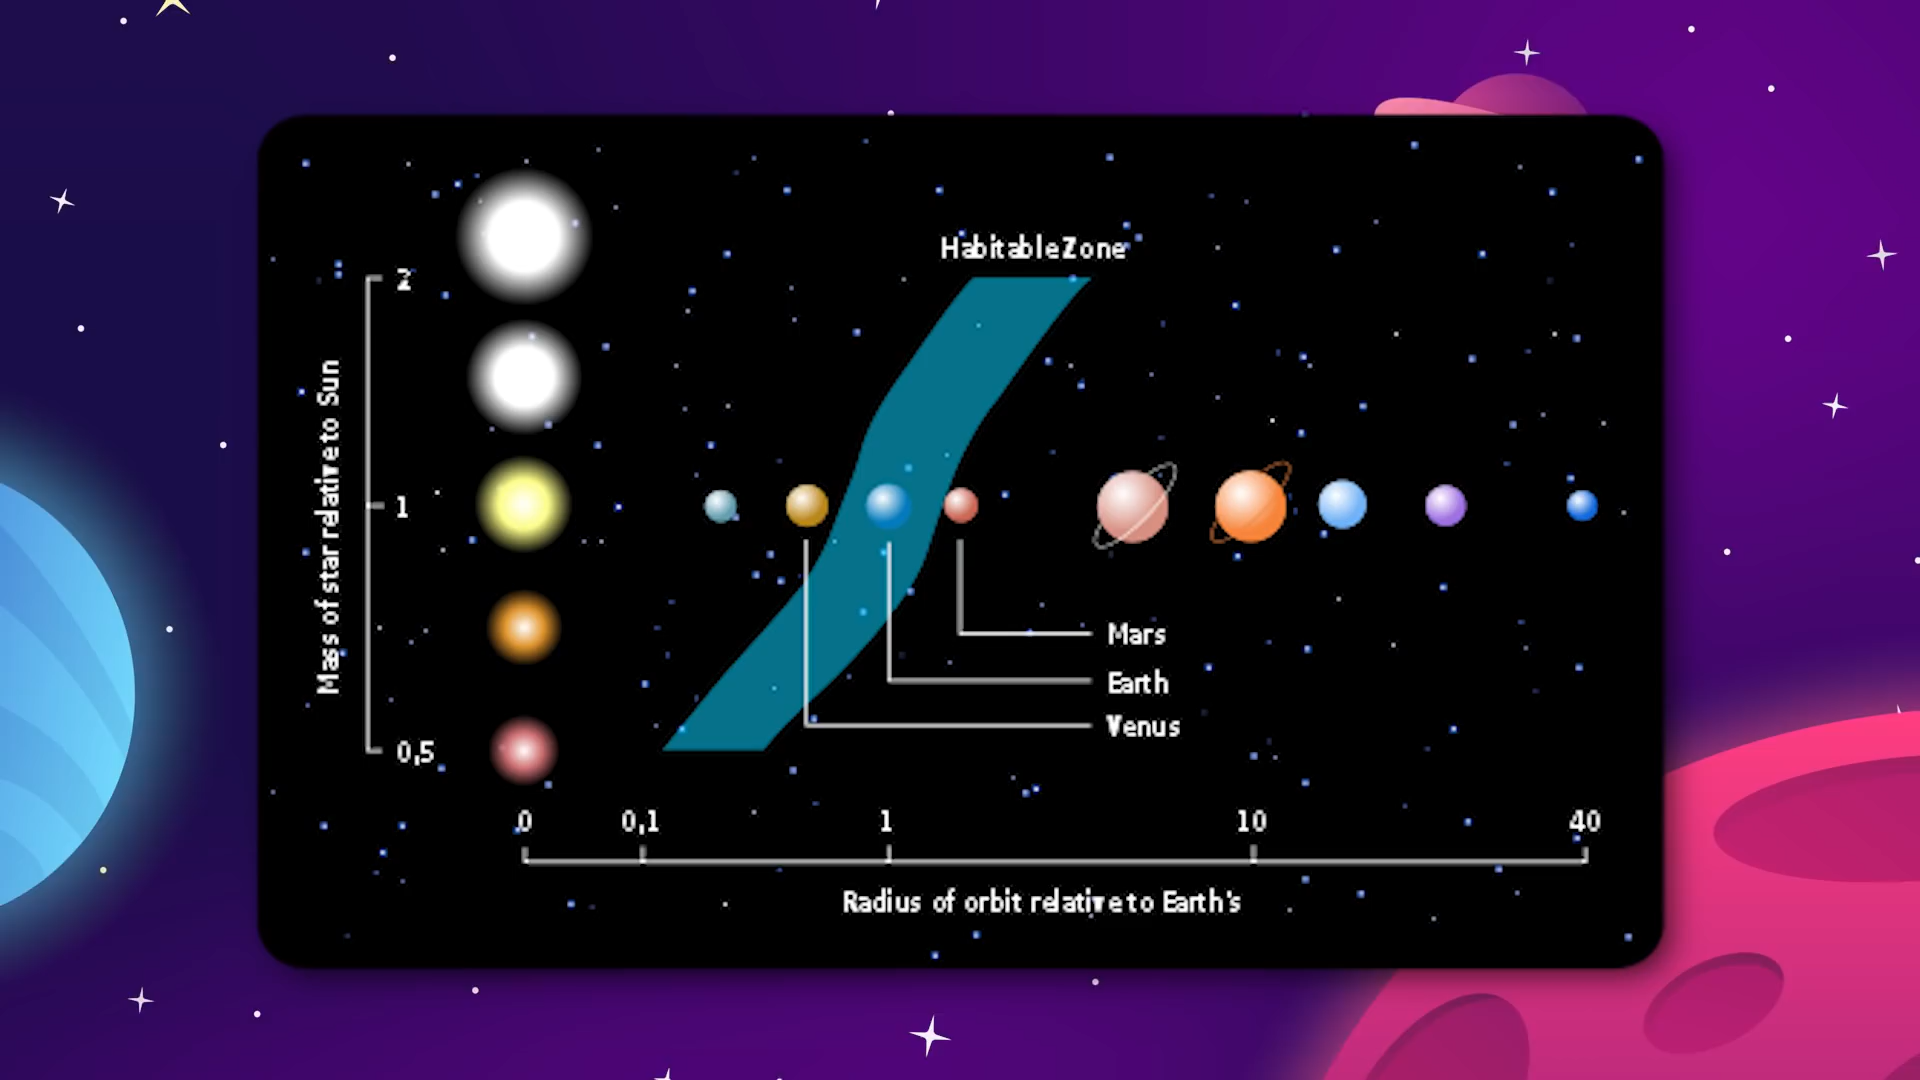 Habitable Zone
2
Mass of star relative to Sun
1
Mars
Earth
Venus
0,5
0
0,1
1
10
40
Radius of orbit relative to Earth's